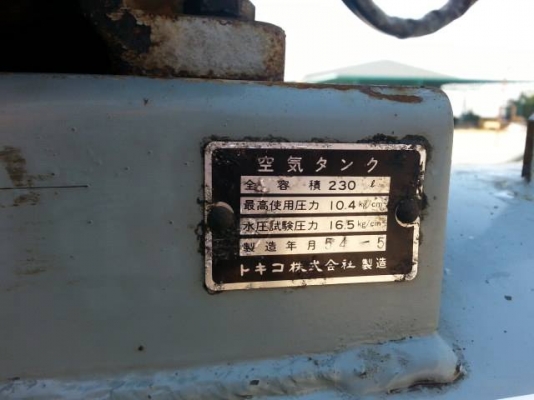 空気タンク
全容積 230 ℓ
最高使用圧力 10.4 kg/cm²
水圧試験圧力 16.5 kg/cm²
製造年月 54-5
トキコ株式会社 製造